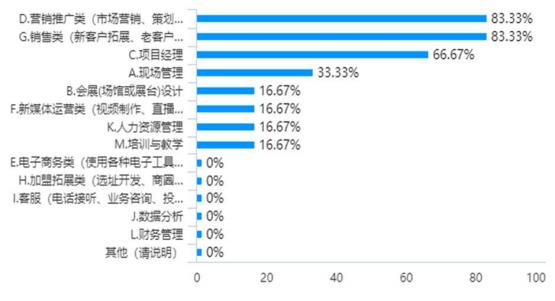 D.营销推广类（市场营销、策划... 83.33%
G.销售类（新客户拓展、老客户... 83.33%
C.项目经理 66.67%
A.现场管理 33.33%
B.会展(场馆或展台)设计 16.67%
F.新媒体运营类（视频制作、直播... 16.67%
K.人力资源管理 16.67%
M.培训与教学 16.67%
E.电子商务类（使用各种电子工具... 0%
H.加盟拓展类（选址开发、商圈... 0%
I.客服（电话接听、业务咨询、投... 0%
J.数据分析 0%
L.财务管理 0%
其他（请说明） 0%
0 20 40 60 80 100